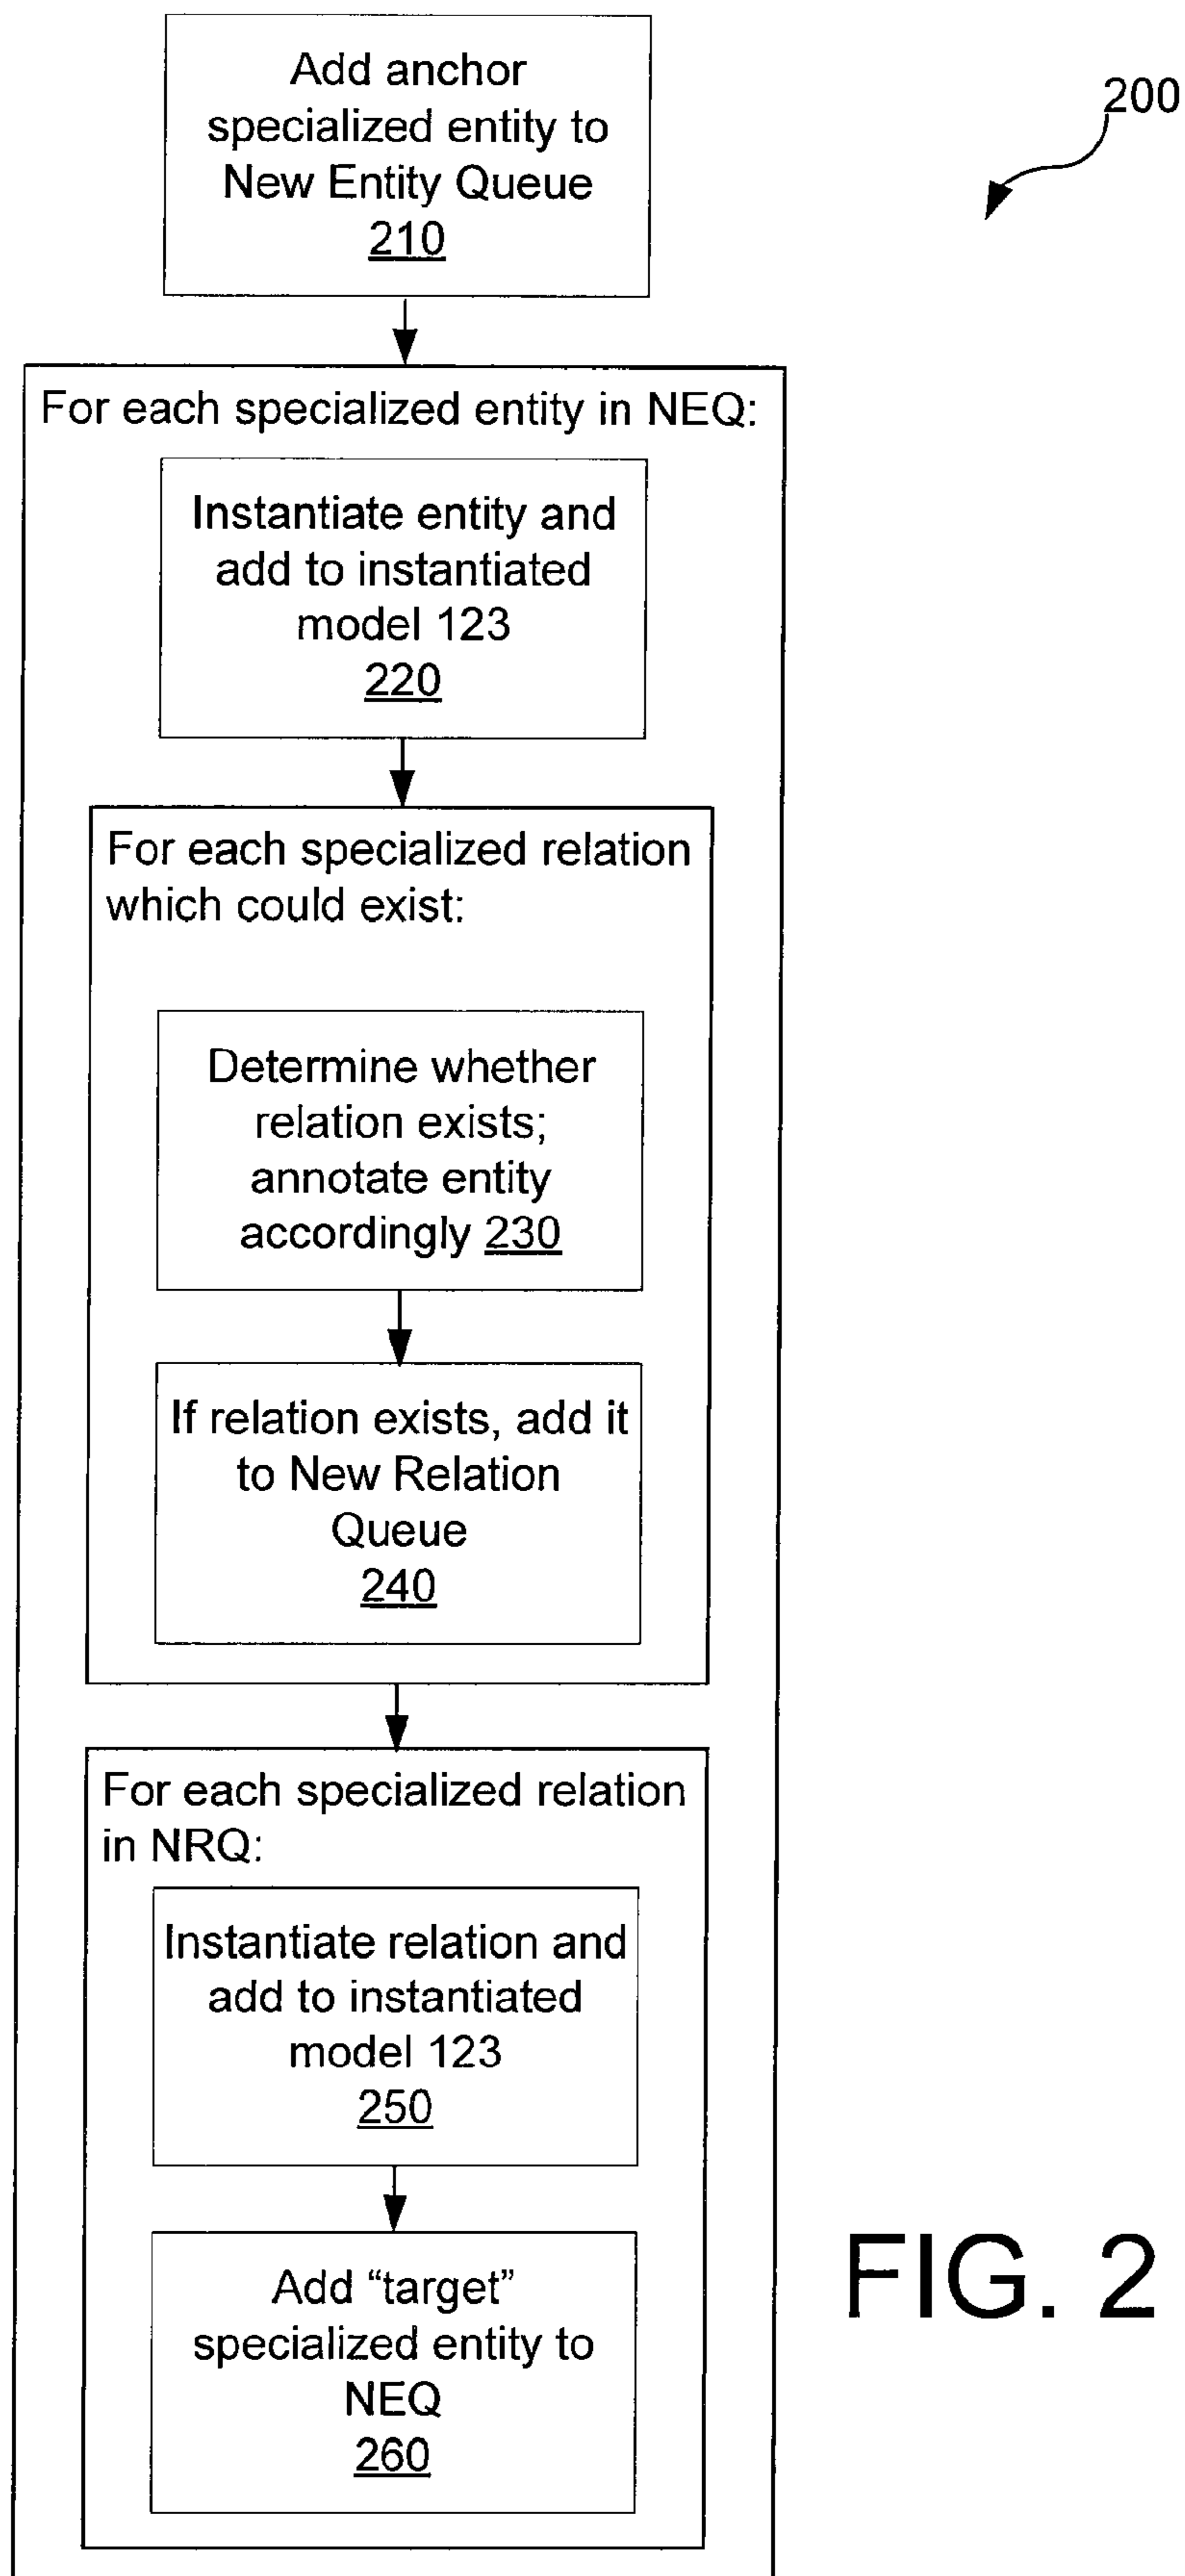 Add anchor
specialized entity to
New Entity Queue
210
200
For each specialized entity in NEQ:
Instantiate entity and
add to instantiated
model 123
220
For each specialized relation
which could exist:
Determine whether
relation exists;
annotate entity
accordingly 230
If relation exists, add it
to New Relation
Queue
240
For each specialized relation
in NRQ:
Instantiate relation and
add to instantiated
model 123
250
Add “target”
specialized entity to
NEQ
260
FIG. 2